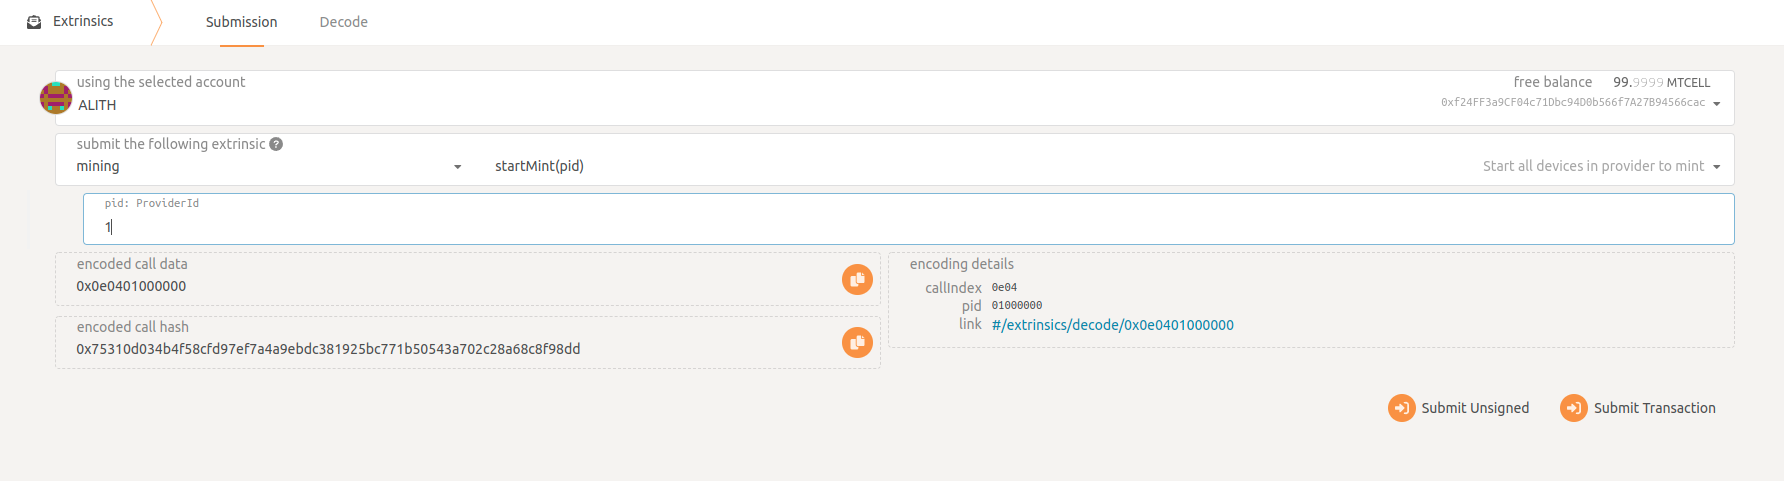 Extrinsics
Submission
Decode
using the selected account
free balance 99.9999 MTCELL
ALITH
0xf24FF3a9CF04c71Dbc94D0b566f7A27B94566cac
submit the following extrinsic ?
mining
startMint(pid)
Start all devices in provider to mint
pid: ProviderId
1
encoded call data
0x0e0401000000
encoding details
callIndex 0e04
pid 01000000
link #/extrinsics/decode/0x0e0401000000
encoded call hash
0x75310d034b4f58cfd97ef7a4a9ebdc381925bc771b50543a702c28a68c8f98dd
Submit Unsigned
Submit Transaction